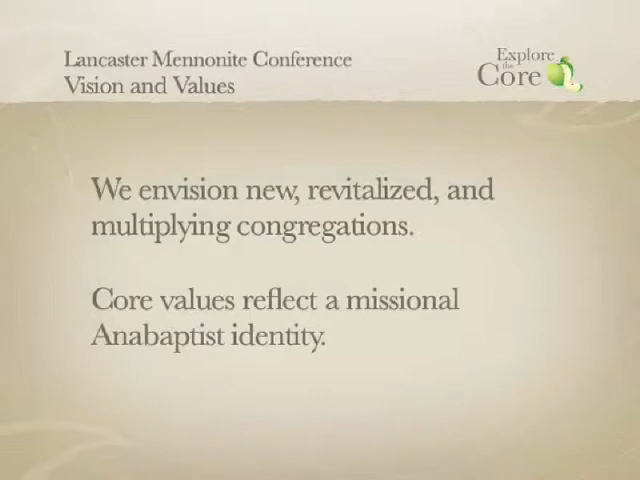 Lancaster Mennonite Conference
Vision and Values
Explore
the
Core
We envision new, revitalized, and
multiplying congregations.
Core values reflect a missional
Anabaptist identity.